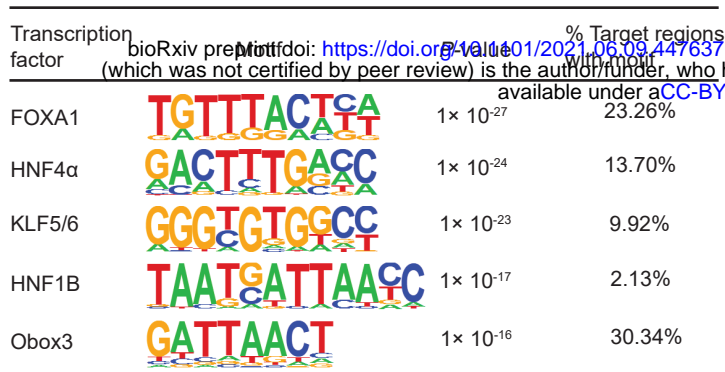 Transcription factor Motif P-value % Target regions with motif
bioRxiv preprint doi: https://doi.org/10.1101/2021.06.09.447637
(which was not certified by peer review) is the author/funder, who h
available under aCC-BY
FOXA1 TGTTTACTCA 1× 10-27 23.26%
HNF4α GACTTTGACC 1× 10-24 13.70%
KLF5/6 GGGCGTGGCC 1× 10-23 9.92%
HNF1B TAATGATTAACC 1× 10-17 2.13%
Obox3 GATTAACT 1× 10-16 30.34%